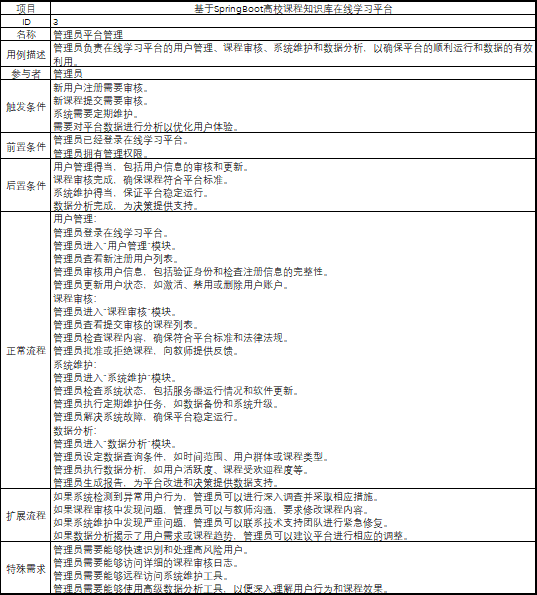 项目 基于SpringBoot高校课程知识库在线学习平台
ID 3
名称 管理员平台管理
用例描述 管理员负责在线学习平台的用户管理、课程审核、系统维护和数据分析，以确保平台的顺利运行和数据的有效
利用。
参与者 管理员
触发条件
新用户注册需要审核。
新课程提交需要审核。
系统需要定期维护。
需要对平台数据进行分析以优化用户体验。
前置条件
管理员已经登录在线学习平台。
管理员拥有管理权限。
后置条件
用户管理得当，包括用户信息的审核和更新。
课程审核完成，确保课程符合平台标准。
系统维护得当，保证平台稳定运行。
数据分析完成，为决策提供支持。
正常流程
用户管理：
管理员登录在线学习平台。
管理员进入“用户管理”模块。
管理员查看新注册用户列表。
管理员审核用户信息，包括验证身份和检查注册信息的完整性。
管理员更新用户状态，如激活、禁用或删除用户账户。
课程审核：
管理员进入“课程审核”模块。
管理员查看提交审核的课程列表。
管理员检查课程内容，确保符合平台标准和法律法规。
管理员批准或拒绝课程，向教师提供反馈。
系统维护：
管理员进入“系统维护”模块。
管理员检查系统状态，包括服务器运行情况和软件更新。
管理员执行定期维护任务，如数据备份和系统升级。
管理员解决系统故障，确保平台稳定运行。
数据分析：
管理员进入“数据分析”模块。
管理员设定数据查询条件，如时间范围、用户群体或课程类型。
管理员执行数据分析，如用户活跃度、课程受欢迎程度等。
管理员生成报告，为平台改进和决策提供数据支持。
扩展流程
如果系统检测到异常用户行为，管理员可以进行深入调查并采取相应措施。
如果课程审核中发现问题，管理员可以与教师沟通，要求修改课程内容。
如果系统维护中发现严重问题，管理员可以联系技术支持团队进行紧急修复。
如果数据分析揭示了用户需求或课程趋势，管理员可以建议平台进行相应的调整。
特殊需求
管理员需要能够快速识别和处理高风险用户。
管理员需要能够访问详细的课程审核日志。
管理员需要能够远程访问系统维护工具。
管理员需要能够使用高级数据分析工具，以便深入理解用户行为和课程效果。